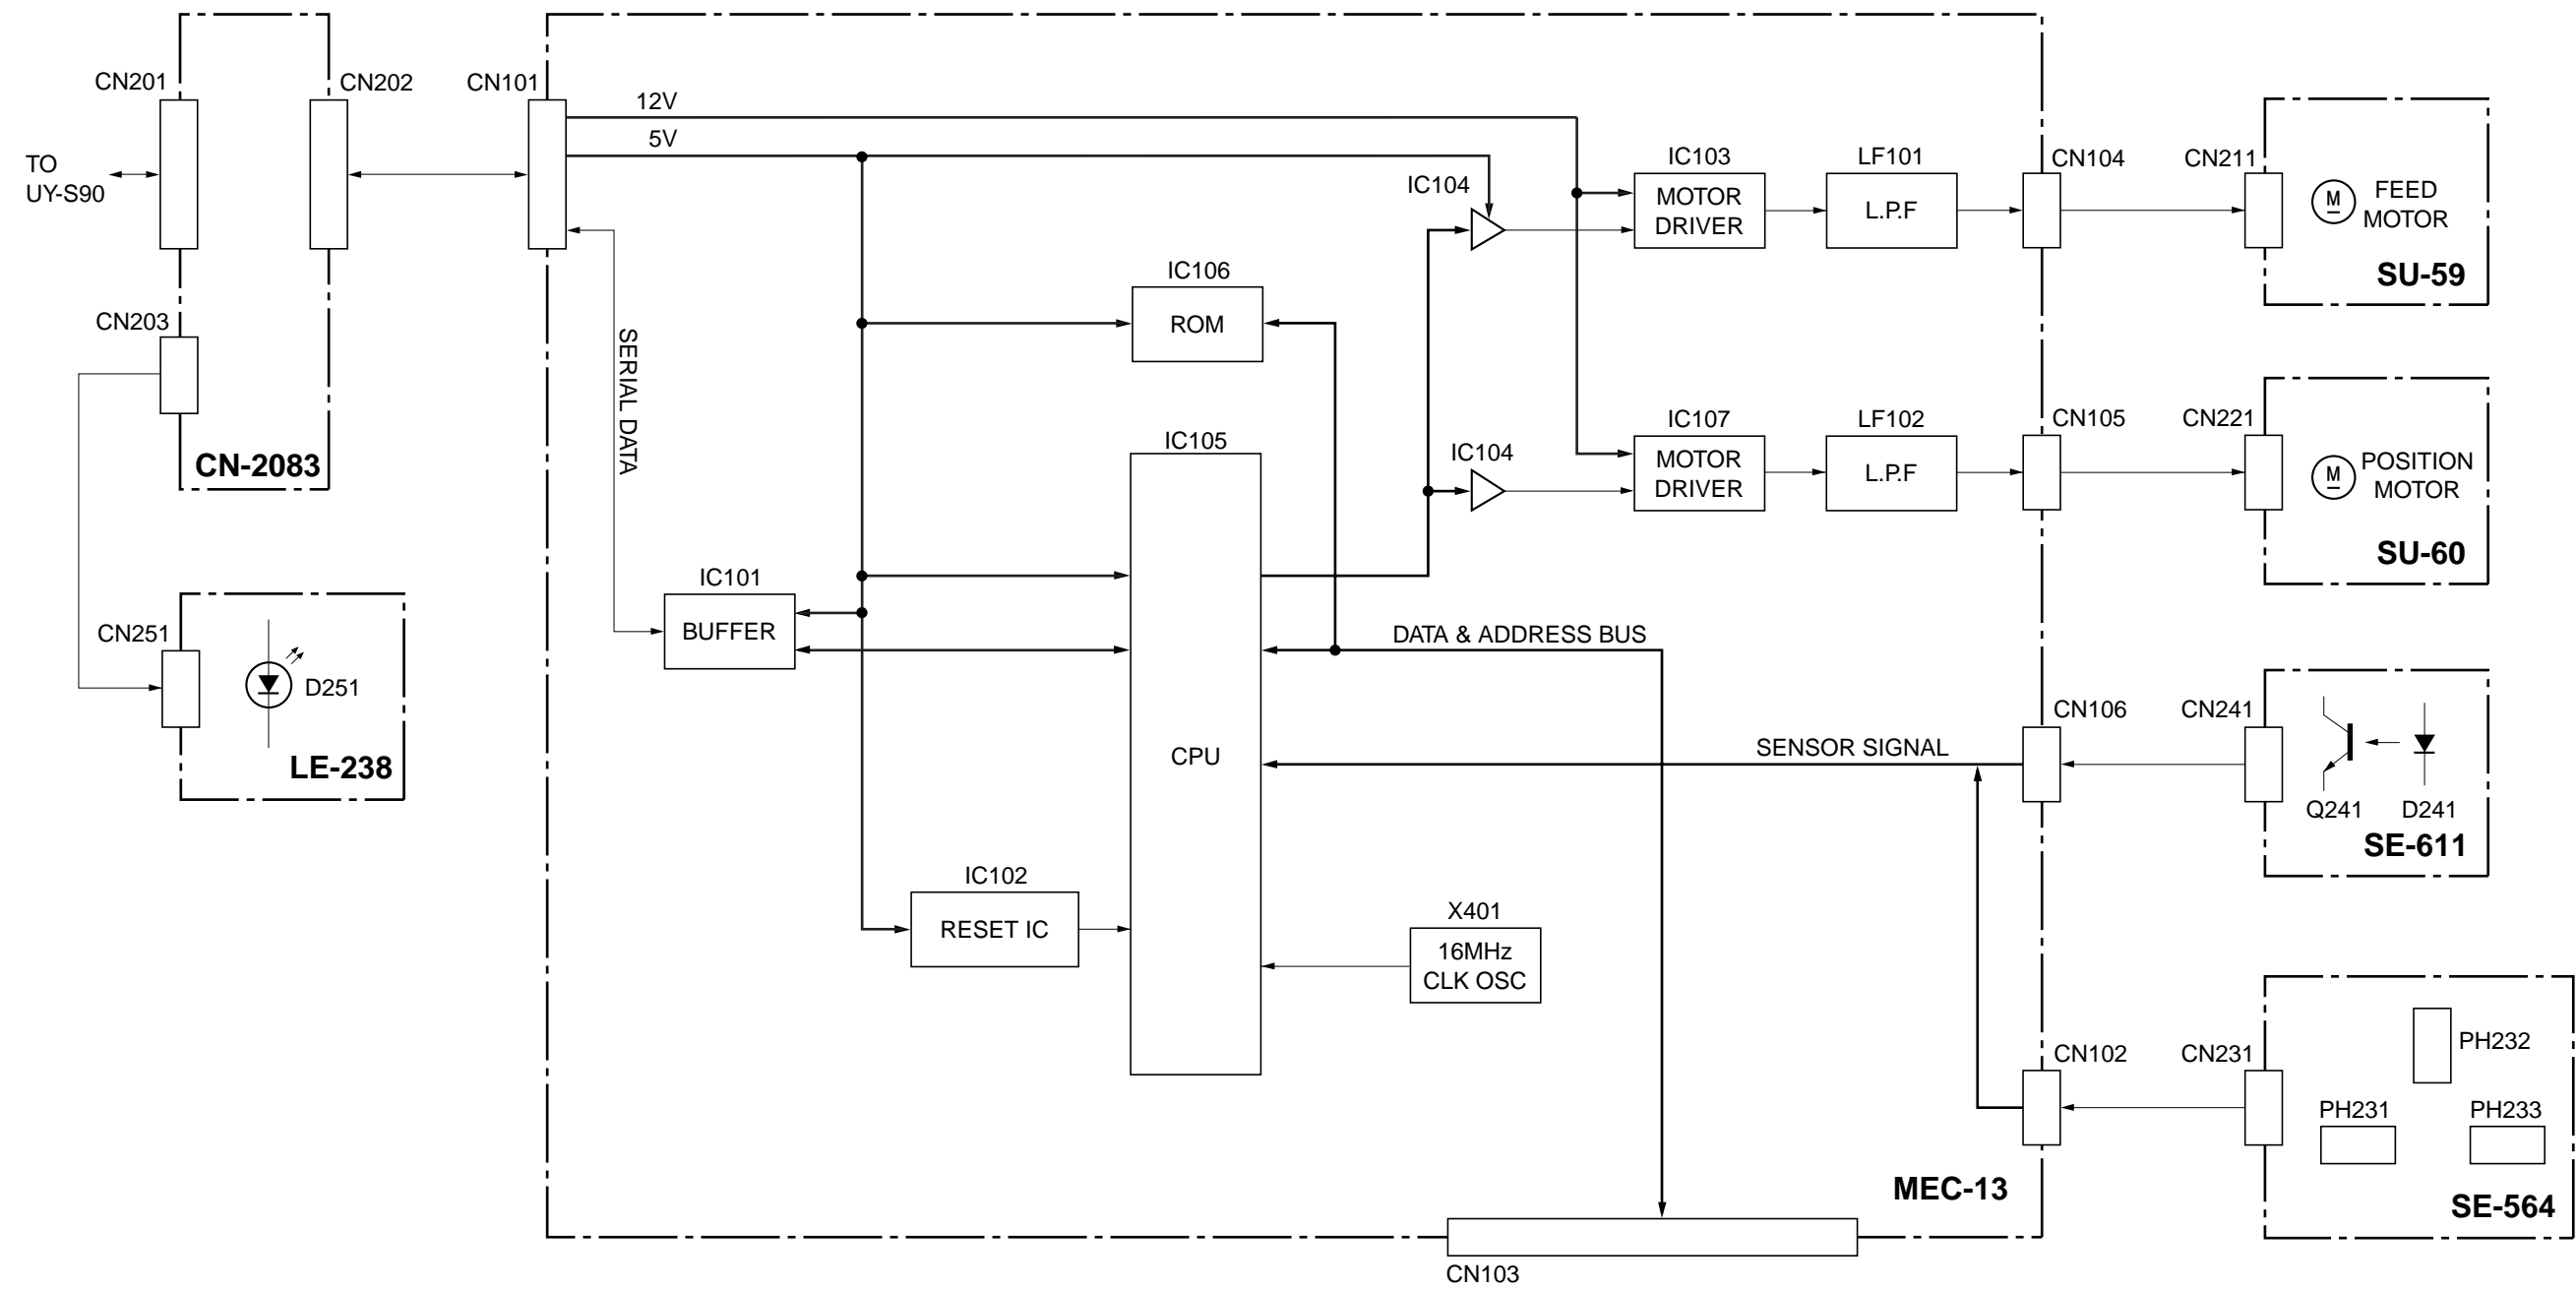 CN201
CN202
CN101
TO
UY-S90
CN203
CN-2083
CN251
D251
LE-238
12V
5V
SERIAL DATA
IC101
BUFFER
IC106
ROM
IC105
CPU
IC102
RESET IC
X401
16MHz
CLK OSC
IC104
IC104
IC103
MOTOR
DRIVER
LF101
L.P.F
IC107
MOTOR
DRIVER
LF102
L.P.F
DATA & ADDRESS BUS
SENSOR SIGNAL
CN104
CN105
CN106
CN102
MEC-13
CN103
CN211
M
FEED
MOTOR
SU-59
CN221
M
POSITION
MOTOR
SU-60
CN241
Q241
D241
SE-611
CN231
PH232
PH231
PH233
SE-564